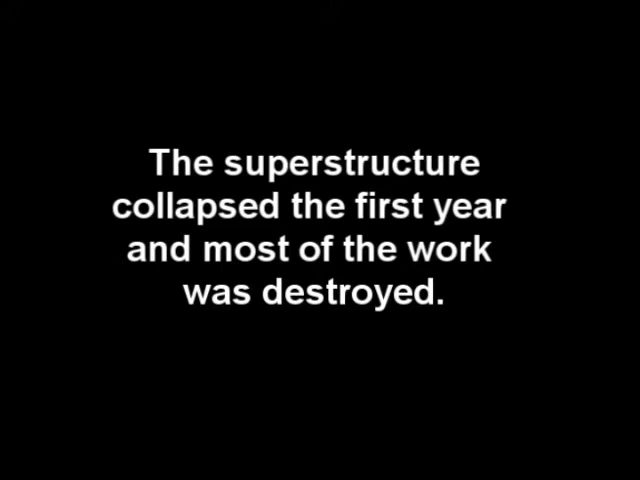 The superstructure
collapsed the first year
and most of the work
was destroyed.